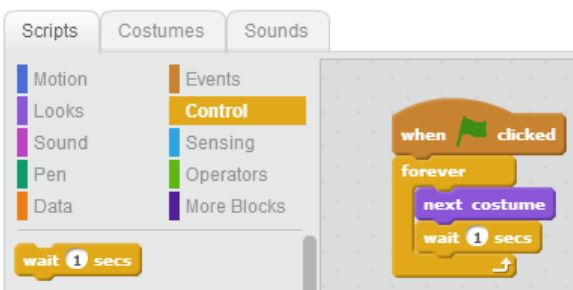 Scripts Costumes Sounds
Motion Events
Looks Control
Sound Sensing
Pen Operators
Data More Blocks
wait 1 secs
when clicked
forever
next costume
wait 1 secs